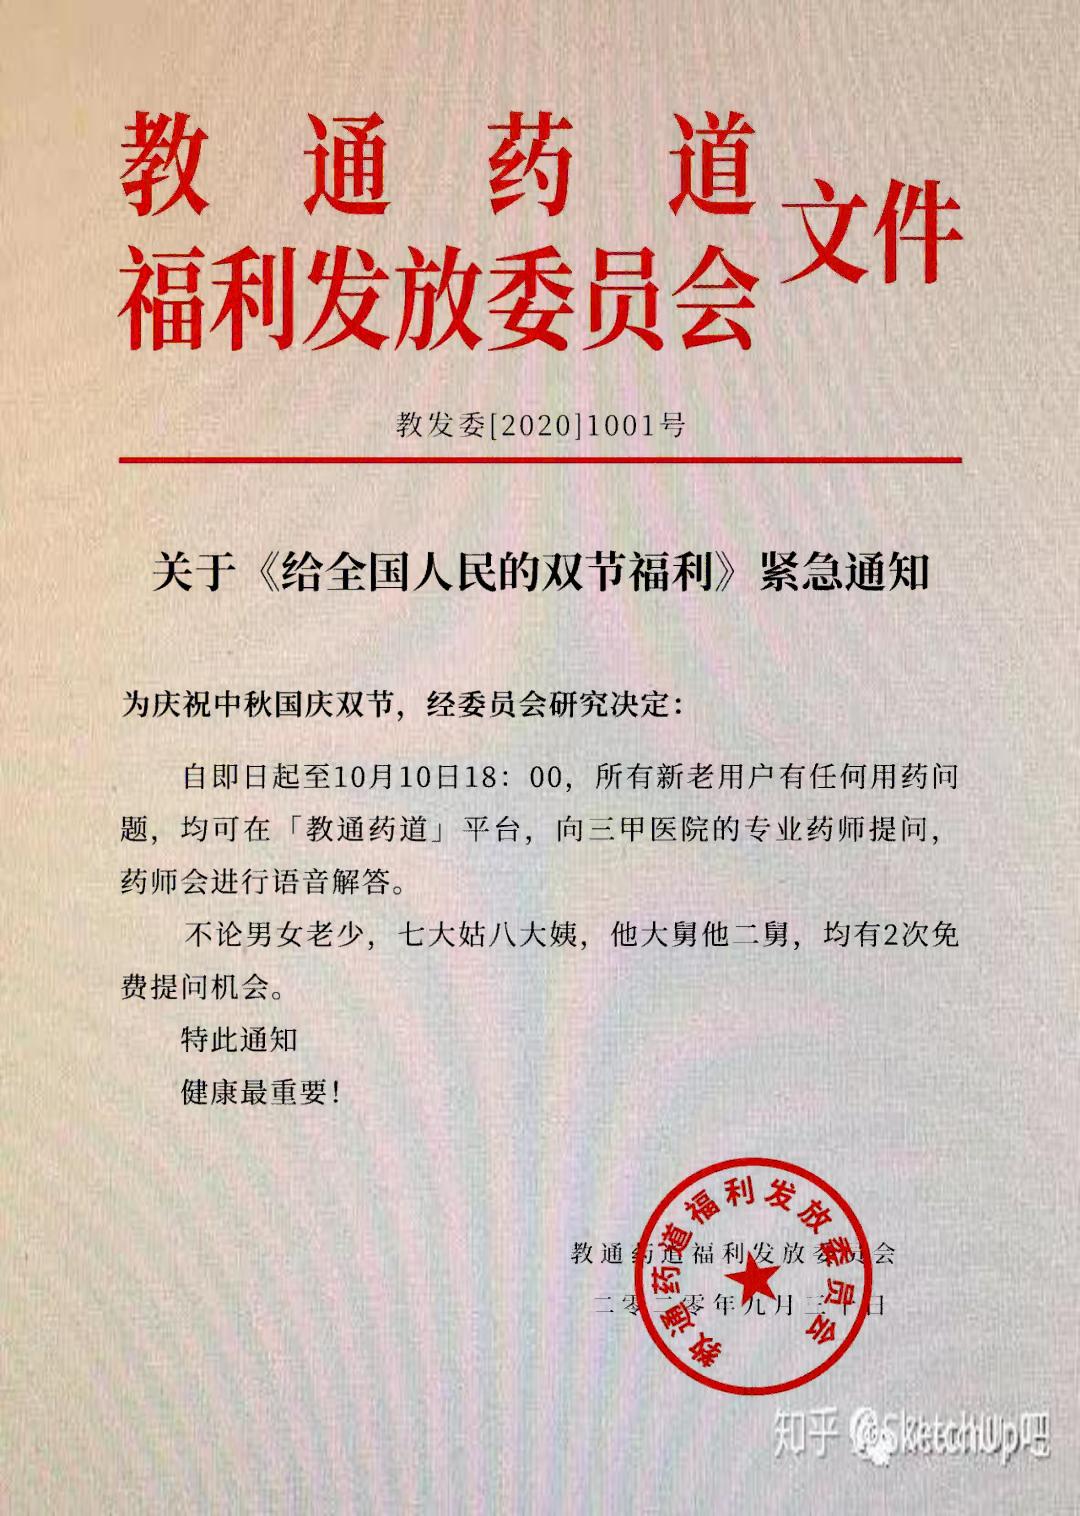 教通药道
福利发放委员会
文件
教发委[2020]1001号
关于《给全国人民的双节福利》紧急通知
为庆祝中秋国庆双节，经委员会研究决定：
自即日起至10月10日18：00，所有新老用户有任何用药问
题，均可在「教通药道」平台，向三甲医院的专业药师提问，
药师会进行语音解答。
不论男女老少，七大姑八大姨，他大舅他二舅，均有2次免
费提问机会。
特此通知
健康最重要！
教通药道福利发放委员会
二零二零年九月三十日
教通药道福利发放委员会
知乎 @SketchUp吧